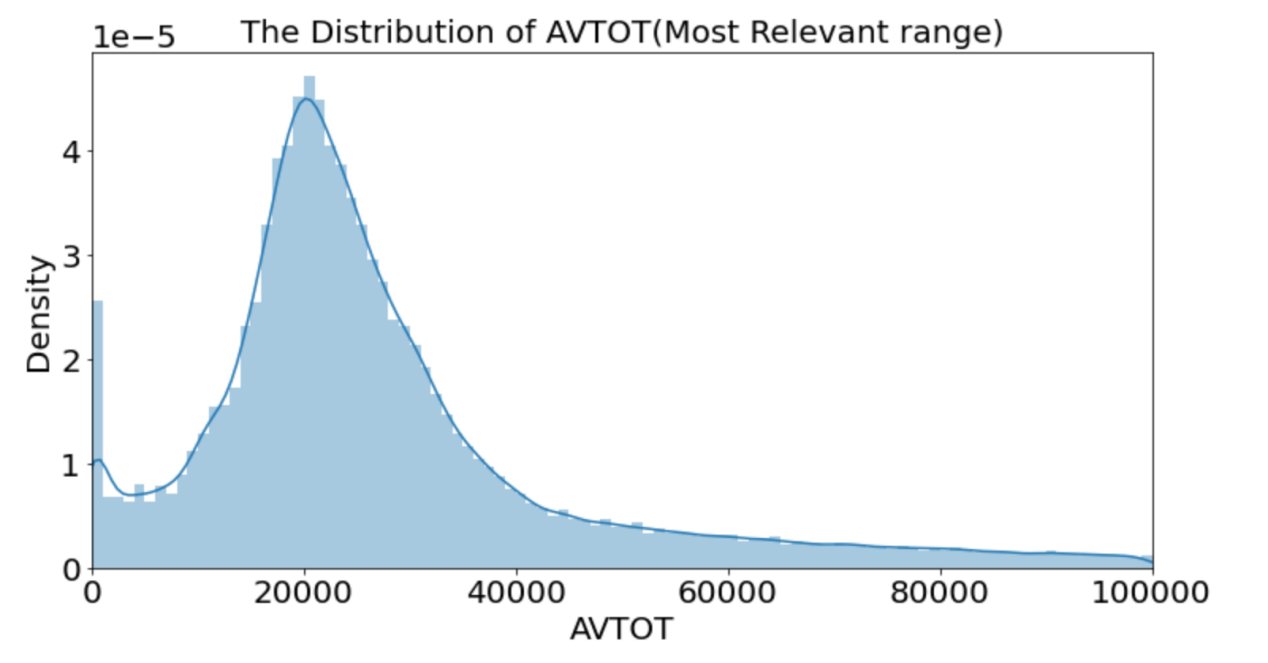 The Distribution of AVTOT(Most Relevant range)
1e−5
4
3
2
1
0
Density
0 20000 40000 60000 80000 100000
AVTOT